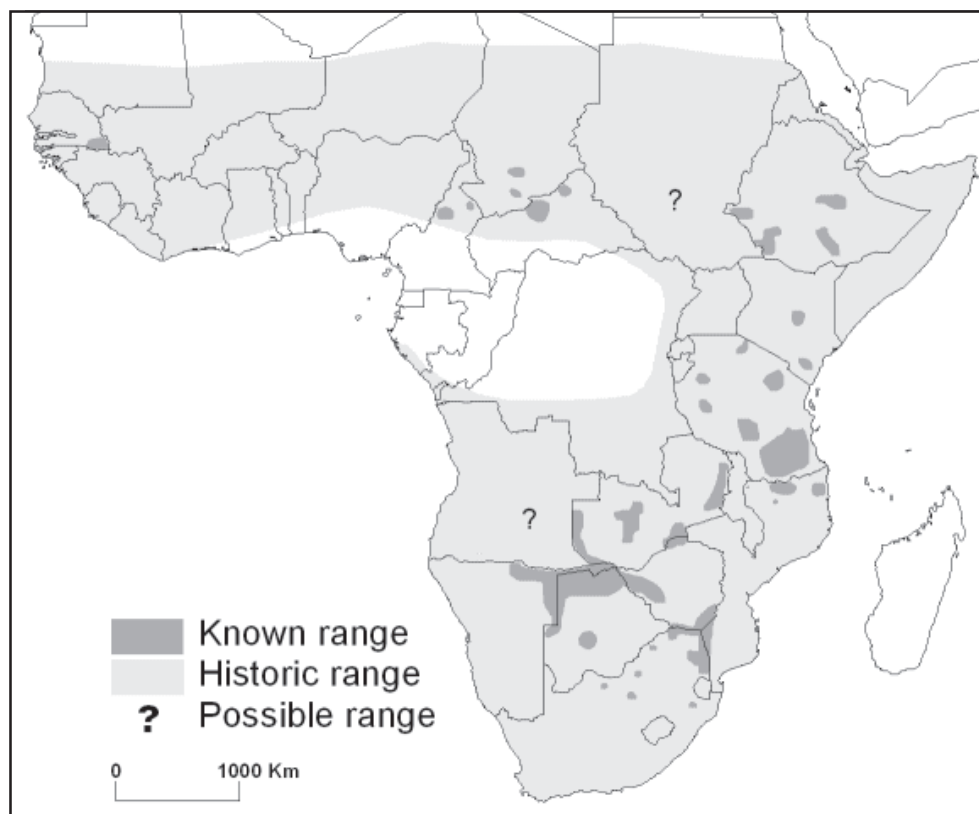 ?
?
Known range
Historic range
? Possible range
0 1000 Km